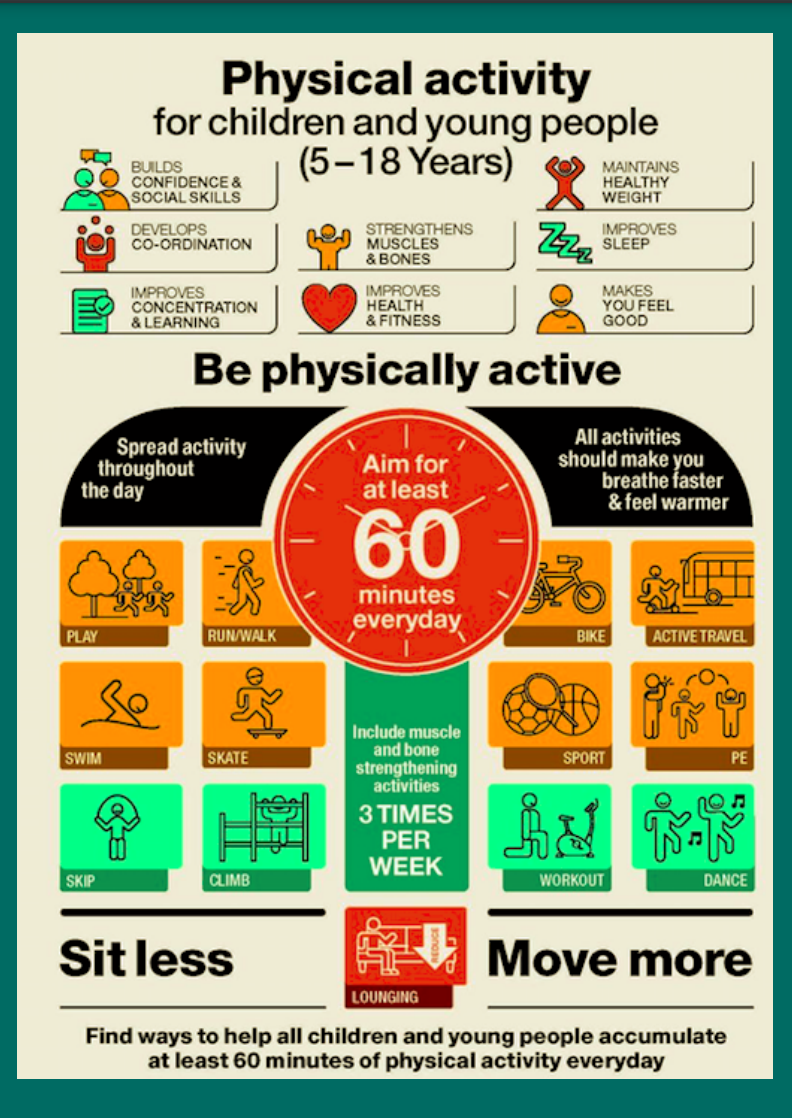 Physical activity
for children and young people
(5–18 Years)
BUILDS
CONFIDENCE &
SOCIAL SKILLS
MAINTAINS
HEALTHY
WEIGHT
DEVELOPS
CO-ORDINATION
STRENGTHENS
MUSCLES
& BONES
IMPROVES
SLEEP
IMPROVES
CONCENTRATION
& LEARNING
IMPROVES
HEALTH
& FITNESS
MAKES
YOU FEEL
GOOD
Be physically active
Spread activity
throughout
the day
Aim for
at least
60
minutes
everyday
All activities
should make you
breathe faster
& feel warmer
PLAY
RUN/WALK
BIKE
ACTIVE TRAVEL
SWIM
SKATE
SPORT
PE
Include muscle
and bone
strengthening
activities
3 TIMES
PER
WEEK
SKIP
CLIMB
WORKOUT
DANCE
Sit less
REDUCE
LOUNGING
Move more
Find ways to help all children and young people accumulate
at least 60 minutes of physical activity everyday